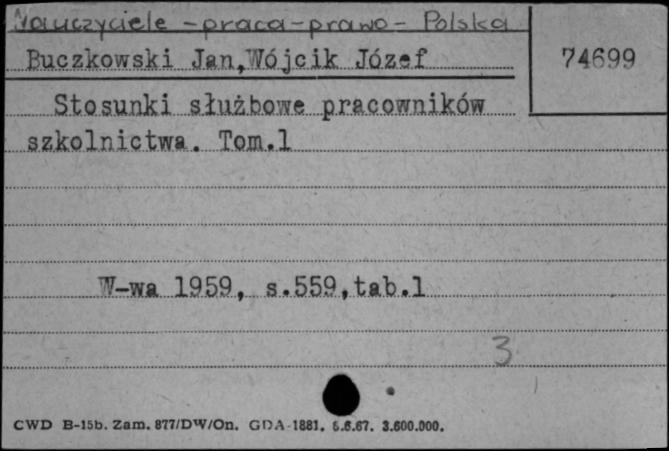 Nauczyciele - praca - prawo - Polska
Buczkowski Jan, Wójcik Józef
74699
Stosunki służbowe pracowników
szkolnictwa. Tom.1
W-wa 1959, s.559,tab.1
3
CWD B-15b. Zam. 877/DW/On. GDA-1881. 6.6.67. 3.600.000.